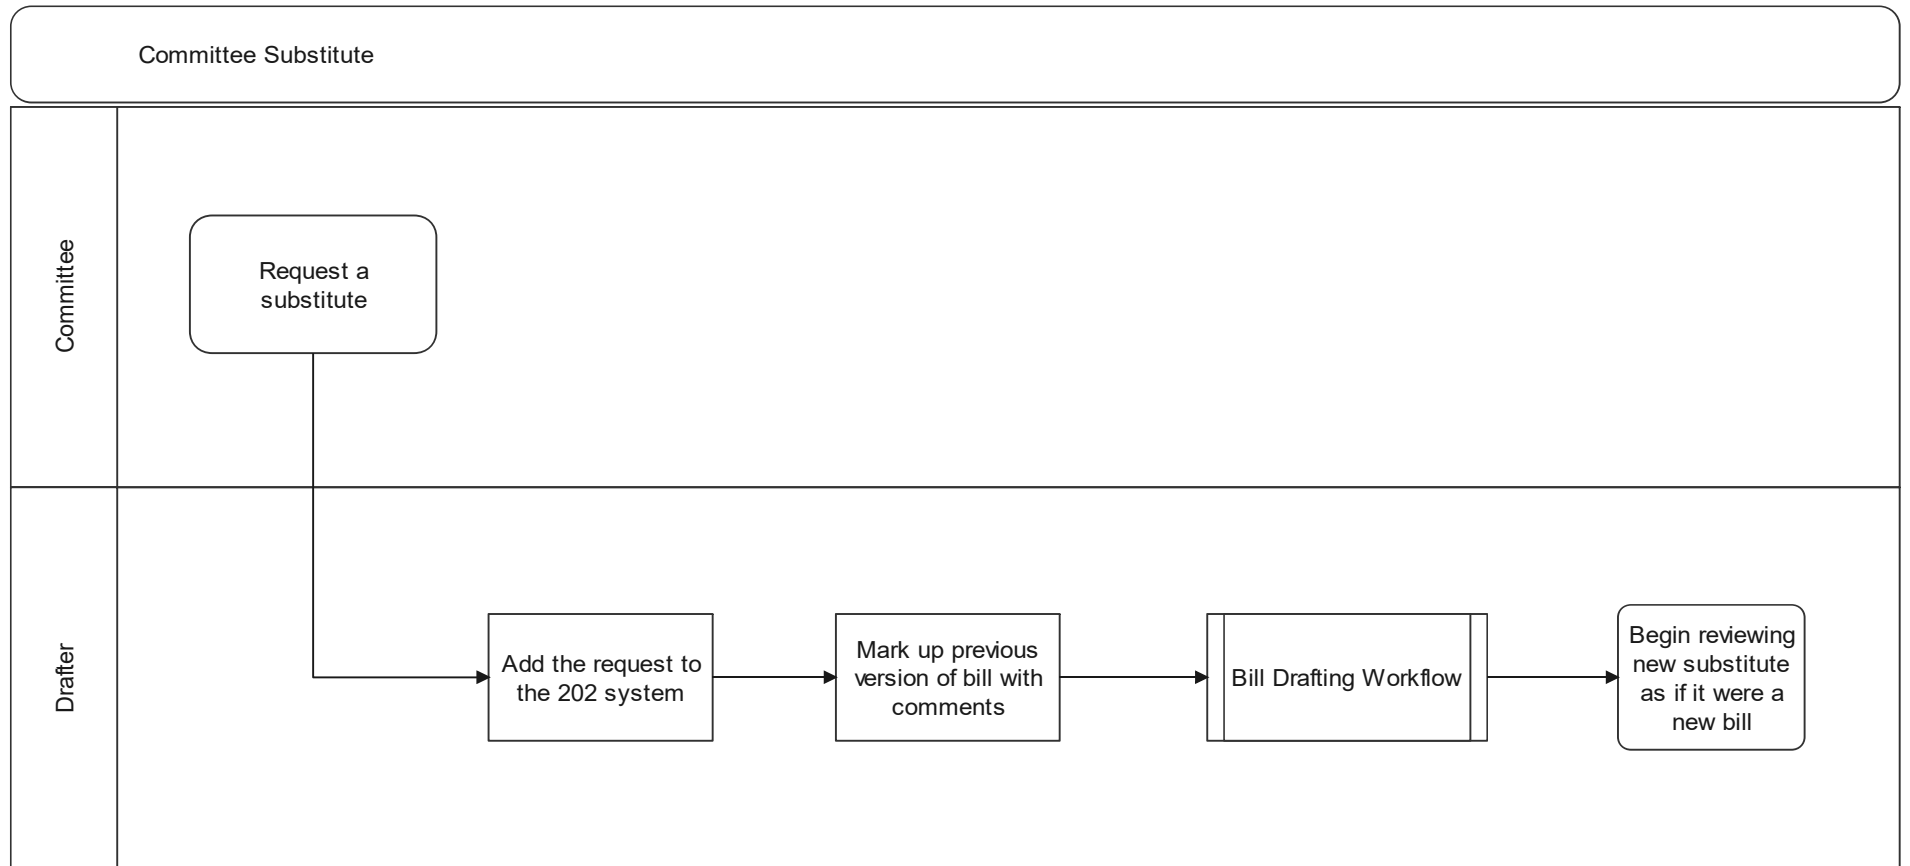 Committee Substitute
Committee
Request a
substitute
Drafter
Add the request to
the 202 system
Mark up previous
version of bill with
comments
Bill Drafting Workflow
Begin reviewing
new substitute
as if it were a
new bill